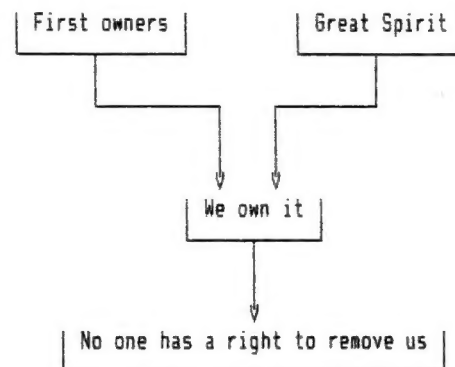 First owners
Great Spirit
We own it
No one has a right to remove us